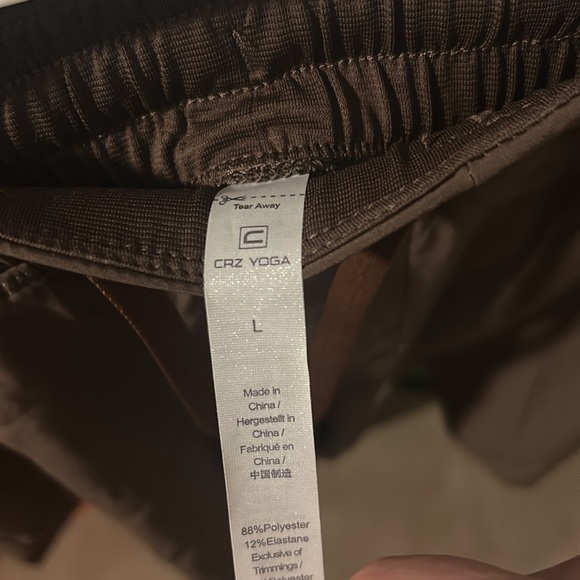 Tear Away
CRZ YOGA
L
Made in
China /
Hergestellt in
China /
Fabriqué en
China /
中国制造
88%Polyester
12%Elastane
Exclusive of
Trimmings /
Polyester